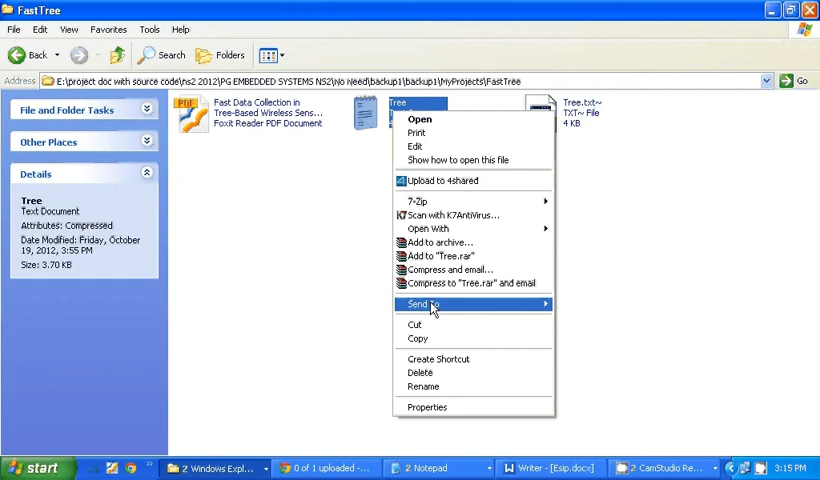 FastTree
File Edit View Favorites Tools Help
Back Search Folders
Address E:\project doc with source code\ns2 2012\PG EMBEDDED SYSTEMS NS2\No Need\backup1\backup1\MyProjects\FastTree Go
File and Folder Tasks
Other Places
Details
Tree
Text Document
Attributes: Compressed
Date Modified: Friday, October
19, 2012, 3:55 PM
Size: 3.70 KB
PDF
Fast Data Collection in
Tree-Based Wireless Sens...
Foxit Reader PDF Document
Tree
Tree.txt~
TXT~ File
4 KB
Open
Print
Edit
Show how to open this file
Upload to 4shared
7-Zip
Scan with K7AntiVirus...
Open With
Add to archive...
Add to "Tree.rar"
Compress and email...
Compress to "Tree.rar" and email
Send To
Cut
Copy
Create Shortcut
Delete
Rename
Properties
start 2 Windows Expl... 0 of 1 uploaded -... 2 Notepad Writer - [Esip.docx] 2 CamStudio Re... 3:15 PM